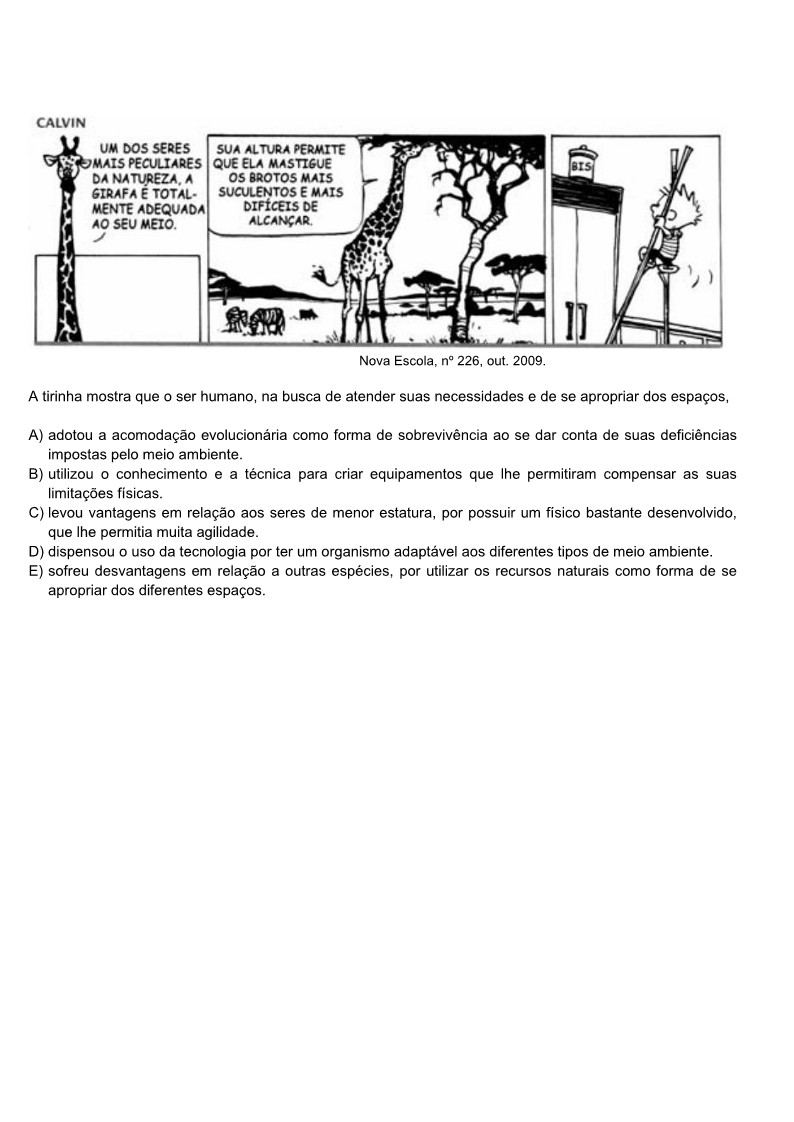 CALVIN
UM DOS SERES
MAIS PECULIARES
DA NATUREZA, A
GIRAFA É TOTAL-
MENTE ADEQUADA
AO SEU MEIO.
SUA ALTURA PERMITE
QUE ELA MASTIGUE
OS BROTOS MAIS
SUCULENTOS E MAIS
DIFÍCEIS DE
ALCANÇAR.
BIS
Nova Escola, nº 226, out. 2009.
A tirinha mostra que o ser humano, na busca de atender suas necessidades e de se apropriar dos espaços,
A) adotou a acomodação evolucionária como forma de sobrevivência ao se dar conta de suas deficiências
impostas pelo meio ambiente.
B) utilizou o conhecimento e a técnica para criar equipamentos que lhe permitiram compensar as suas
limitações físicas.
C) levou vantagens em relação aos seres de menor estatura, por possuir um físico bastante desenvolvido,
que lhe permitia muita agilidade.
D) dispensou o uso da tecnologia por ter um organismo adaptável aos diferentes tipos de meio ambiente.
E) sofreu desvantagens em relação a outras espécies, por utilizar os recursos naturais como forma de se
apropriar dos diferentes espaços.